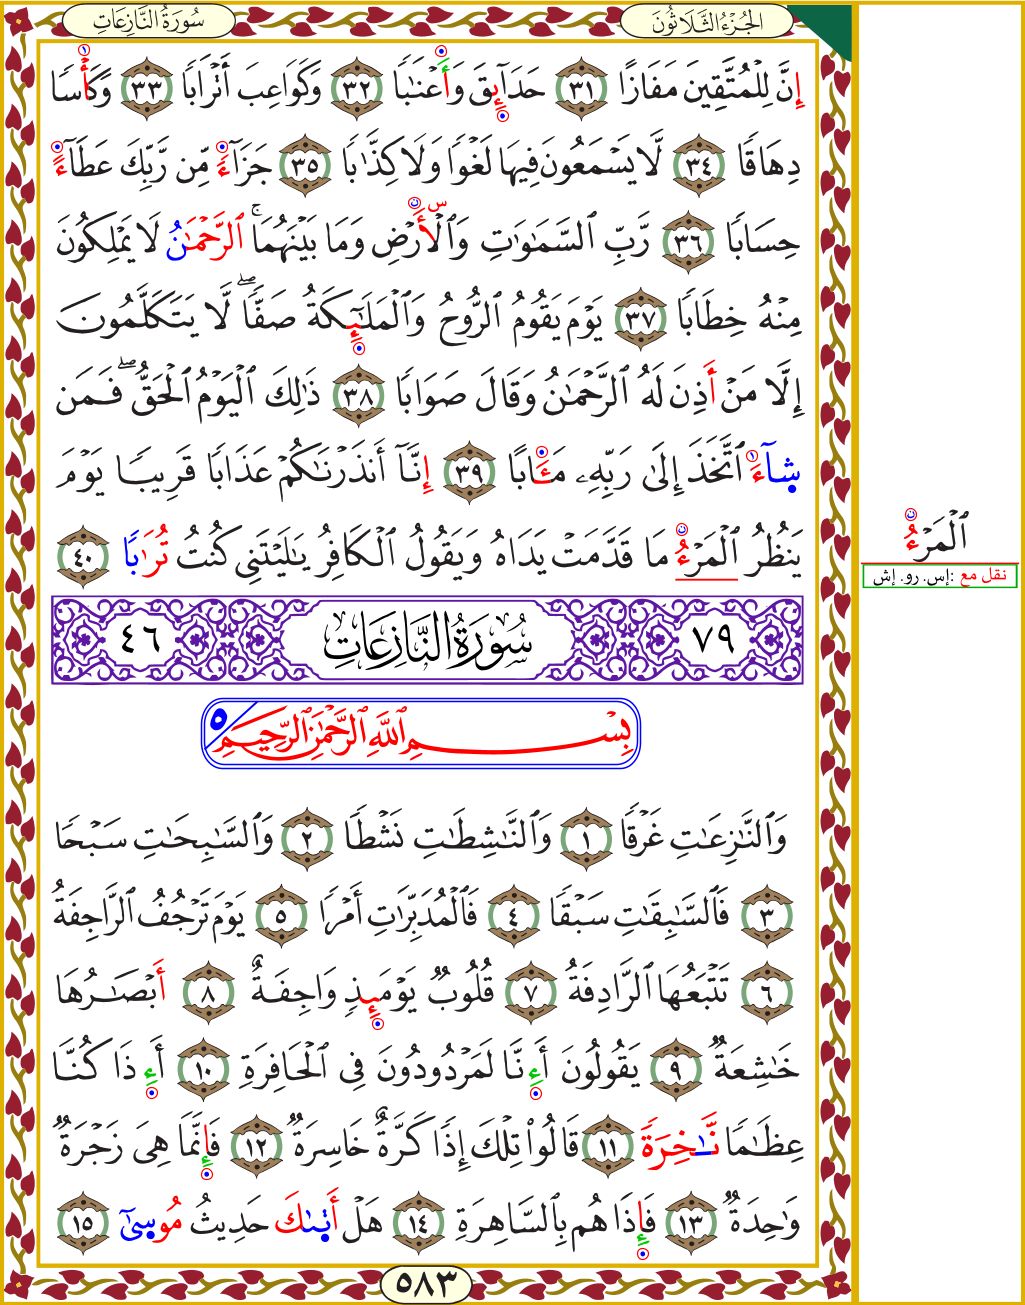 الجُزْءُ الثَّلَاثُونَ
سُورَةُ النَّازِعَاتِ
إِنَّ لِلْمُتَّقِينَ مَفَازًا ٣١ حَدَآئِقَ وَأَعْنَٰبًا ٣٢ وَكَوَاعِبَ أَتْرَابًا ٣٣ وَكَأْسًا
دِهَاقًا ٣٤ لَّا يَسْمَعُونَ فِيهَا لَغْوًا وَلَا كِذَّٰبًا ٣٥ جَزَآءً مِّن رَّبِّكَ عَطَآءً
حِسَابًا ٣٦ رَّبِّ ٱلسَّمَٰوَٰتِ وَٱلْأَرْضِ وَمَا بَيْنَهُمَا ۚ ٱلرَّحْمَٰنُ لَا يَمْلِكُونَ
مِنْهُ خِطَابًا ٣٧ يَوْمَ يَقُومُ ٱلرُّوحُ وَٱلْمَلَٰٓئِكَةُ صَفًّا ۖ لَّا يَتَكَلَّمُونَ
إِلَّا مَنْ أَذِنَ لَهُ ٱلرَّحْمَٰنُ وَقَالَ صَوَابًا ٣٨ ذَٰلِكَ ٱلْيَوْمُ ٱلْحَقُّ ۖ فَمَن
شَآءَ ٱتَّخَذَ إِلَىٰ رَبِّهِۦ مَـَٔابًا ٣٩ إِنَّآ أَنذَرْنَٰكُمْ عَذَابًا قَرِيبًا يَوْمَ
يَنظُرُ ٱلْمَرْءُ مَا قَدَّمَتْ يَدَاهُ وَيَقُولُ ٱلْكَافِرُ يَٰلَيْتَنِى كُنتُ تُرَٰبًا ٤٠
ٱلْمَرْءُ
نقل مع :إس. رو. إش
٧٩ سُورَةُ النَّازِعَاتِ ٤٦
بِسْمِ ٱللَّهِ ٱلرَّحْمَٰنِ ٱلرَّحِيمِ ٥
وَٱلنَّٰزِعَٰتِ غَرْقًا ١ وَٱلنَّٰشِطَٰتِ نَشْطًا ٢ وَٱلسَّٰبِحَٰتِ سَبْحًا
٣ فَٱلسَّٰبِقَٰتِ سَبْقًا ٤ فَٱلْمُدَبِّرَٰتِ أَمْرًا ٥ يَوْمَ تَرْجُفُ ٱلرَّاجِفَةُ
٦ تَتْبَعُهَا ٱلرَّادِفَةُ ٧ قُلُوبٌ يَوْمَئِذٍ وَاجِفَةٌ ٨ أَبْصَٰرُهَا
خَٰشِعَةٌ ٩ يَقُولُونَ أَءِنَّا لَمَرْدُودُونَ فِى ٱلْحَافِرَةِ ١٠ أَءِذَا كُنَّا
عِظَٰمًا نَّٰخِرَةً ١١ قَالُوا۟ تِلْكَ إِذًا كَرَّةٌ خَاسِرَةٌ ١٢ فَإِنَّمَا هِىَ زَجْرَةٌ
وَٰحِدَةٌ ١٣ فَإِذَا هُم بِٱلسَّاهِرَةِ ١٤ هَلْ أَتَىٰكَ حَدِيثُ مُوسَىٰٓ ١٥
٥٨٣